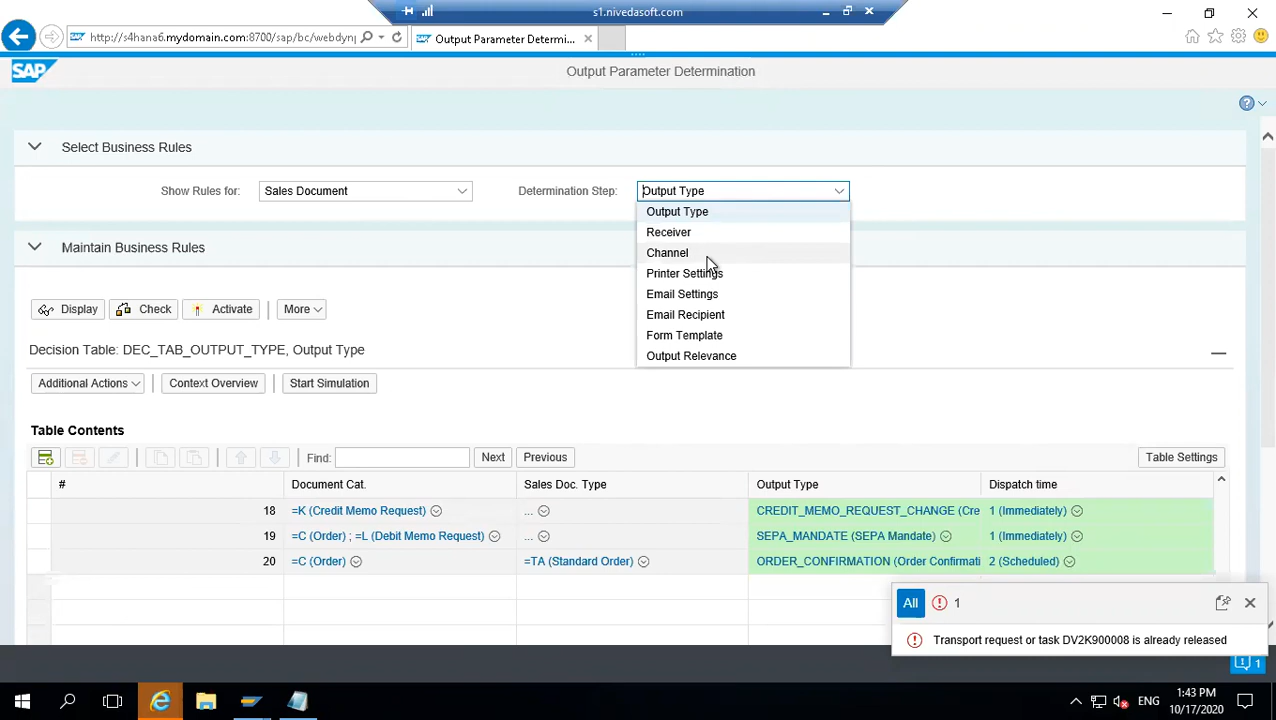 s1.nivedasoft.com
http://s4hana6.mydomain.com:8700/sap/bc/webdynp
Output Parameter Determi...
SAP
Output Parameter Determination
Select Business Rules
Show Rules for: Sales Document Determination Step: Output Type
Output Type
Receiver
Channel
Printer Settings
Email Settings
Email Recipient
Form Template
Output Relevance
Maintain Business Rules
Display Check Activate More
Decision Table: DEC_TAB_OUTPUT_TYPE, Output Type
Additional Actions Context Overview Start Simulation
Table Contents
Find: Next Previous Table Settings
# Document Cat. Sales Doc. Type Output Type Dispatch time
18 =K (Credit Memo Request) ... CREDIT_MEMO_REQUEST_CHANGE (Cre 1 (Immediately)
19 =C (Order) ; =L (Debit Memo Request) ... SEPA_MANDATE (SEPA Mandate) 1 (Immediately)
20 =C (Order) =TA (Standard Order) ORDER_CONFIRMATION (Order Confirmati 2 (Scheduled)
All 1
Transport request or task DV2K900008 is already released
1
ENG 1:43 PM
10/17/2020